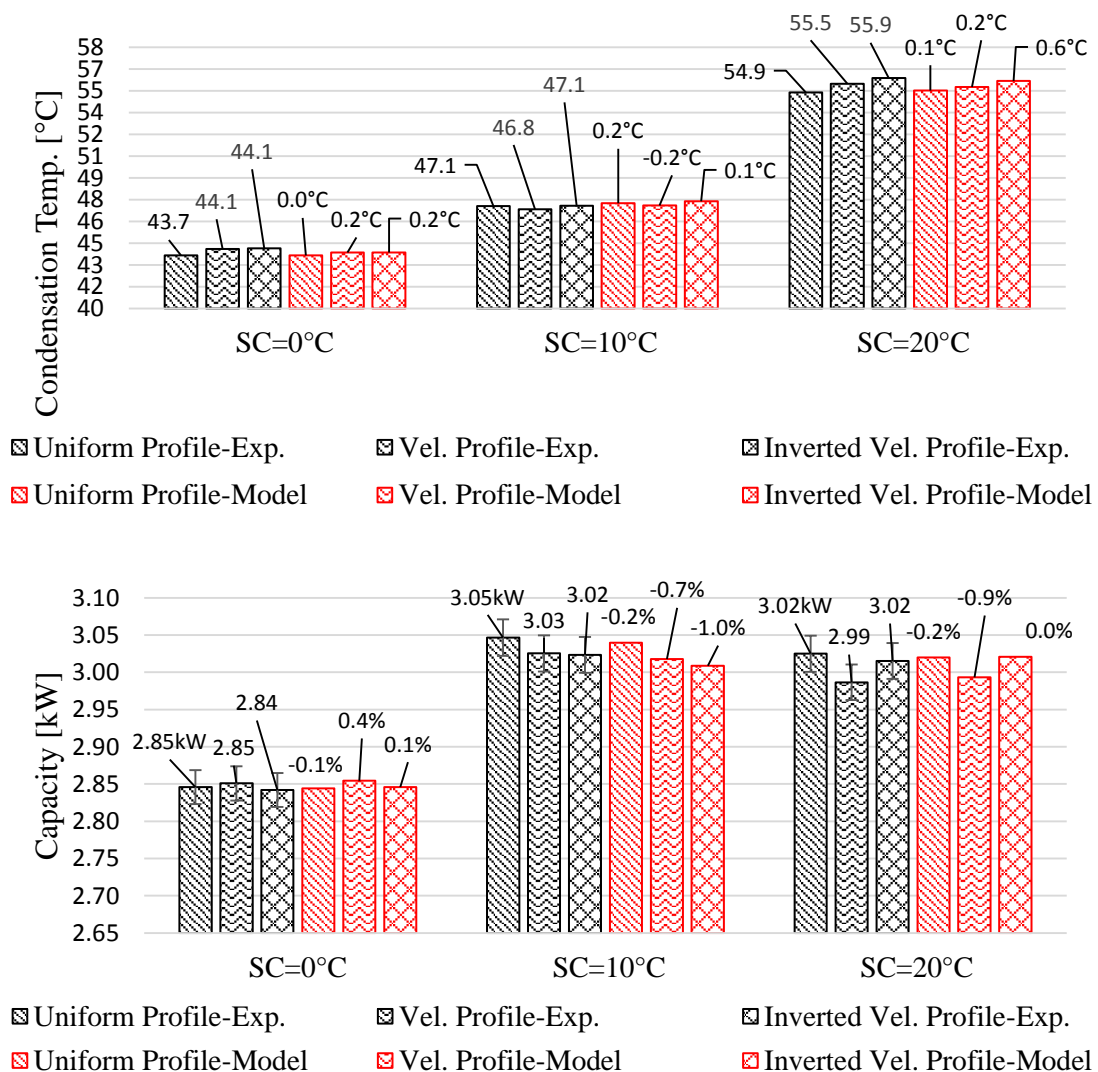 55.5 55.9 0.2°C
54.9 0.1°C 0.6°C
47.1
46.8 0.2°C
47.1 -0.2°C 0.1°C
44.1
43.7 44.1 0.0°C 0.2°C 0.2°C
Condensation Temp. [°C]
58
57
55
54
52
51
49
48
46
45
43
42
40
SC=0°C SC=10°C SC=20°C
Uniform Profile-Exp. Vel. Profile-Exp. Inverted Vel. Profile-Exp.
Uniform Profile-Model Vel. Profile-Model Inverted Vel. Profile-Model
3.05kW 3.03 3.02 -0.2% -0.7% -1.0%
3.02kW 2.99 3.02 -0.2% -0.9% 0.0%
2.85kW 2.85 2.84 -0.1% 0.4% 0.1%
Capacity [kW]
3.10
3.05
3.00
2.95
2.90
2.85
2.80
2.75
2.70
2.65
SC=0°C SC=10°C SC=20°C
Uniform Profile-Exp. Vel. Profile-Exp. Inverted Vel. Profile-Exp.
Uniform Profile-Model Vel. Profile-Model Inverted Vel. Profile-Model